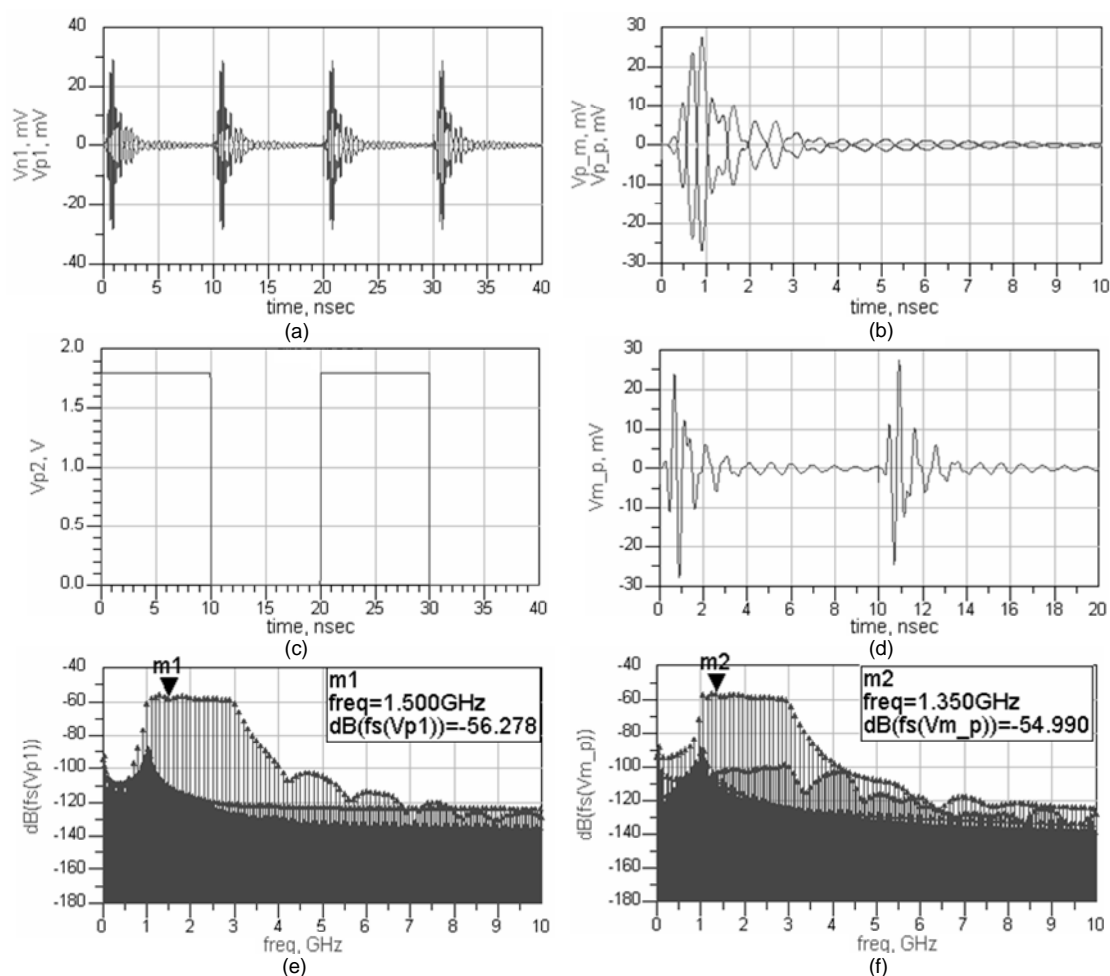 Vn1, mV
Vp1, mV
40
20
0
-20
-40
0 10 20 30 40
time, nsec
(a)
Vp_m, mV
Vp_p, mV
30
20
10
0
-10
-20
-30
0 1 2 3 4 5 6 7 8 9 10
time, nsec
(b)
Vp2, V
2.0
1.5
1.0
0.5
0.0
0 5 10 15 20 25 30 35 40
time, nsec
(c)
Vm_p, mV
30
20
10
0
-10
-20
-30
0 2 4 6 8 10 12 14 16 18 20
time, nsec
(d)
dB(fs(Vp1))
-40
-60
-80
-100
-120
-140
-160
-180
m1
m1
freq=1.500GHz
dB(fs(Vp1))=-56.278
0 1 2 3 4 5 6 7 8 9 10
freq, GHz
(e)
dB(fs(Vm_p))
-40
-60
-80
-100
-120
-140
-160
-180
m2
m2
freq=1.350GHz
dB(fs(Vm_p))=-54.990
0 1 2 3 4 5 6 7 8 9 10
freq, GHz
(f)